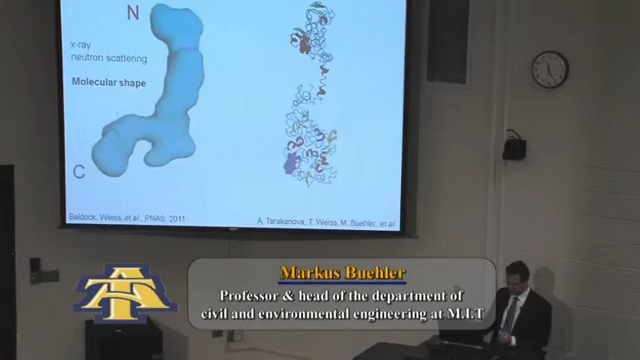 N
x-ray
neutron scattering
Molecular shape
C
Baldock, Weiss, et al., PNAS, 2011
A. Tarakanova, T. Weiss, M. Buehler, et al.
Markus Buehler
Professor & head of the department of
civil and environmental engineering at M.I.T
AT